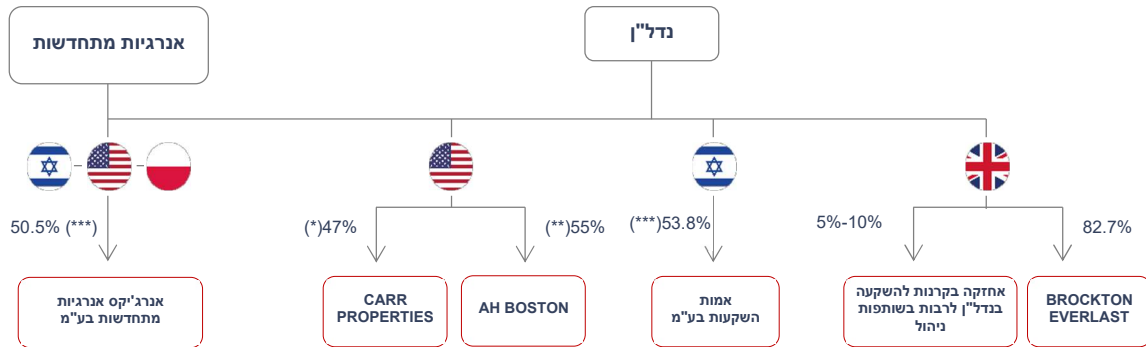 נדל"ן
אנרגיות מתחדשות
82.7%
5%-10%
(***)53.8%
(**)55%
(*)47%
50.5% (***)
BROCKTON
EVERLAST
אחזקה בקרנות להשקעה
בנדל"ן לרבות בשותפות
ניהול
אמות
השקעות בע"מ
AH BOSTON
CARR
PROPERTIES
אנרג'יקס אנרגיות
מתחדשות בע"מ